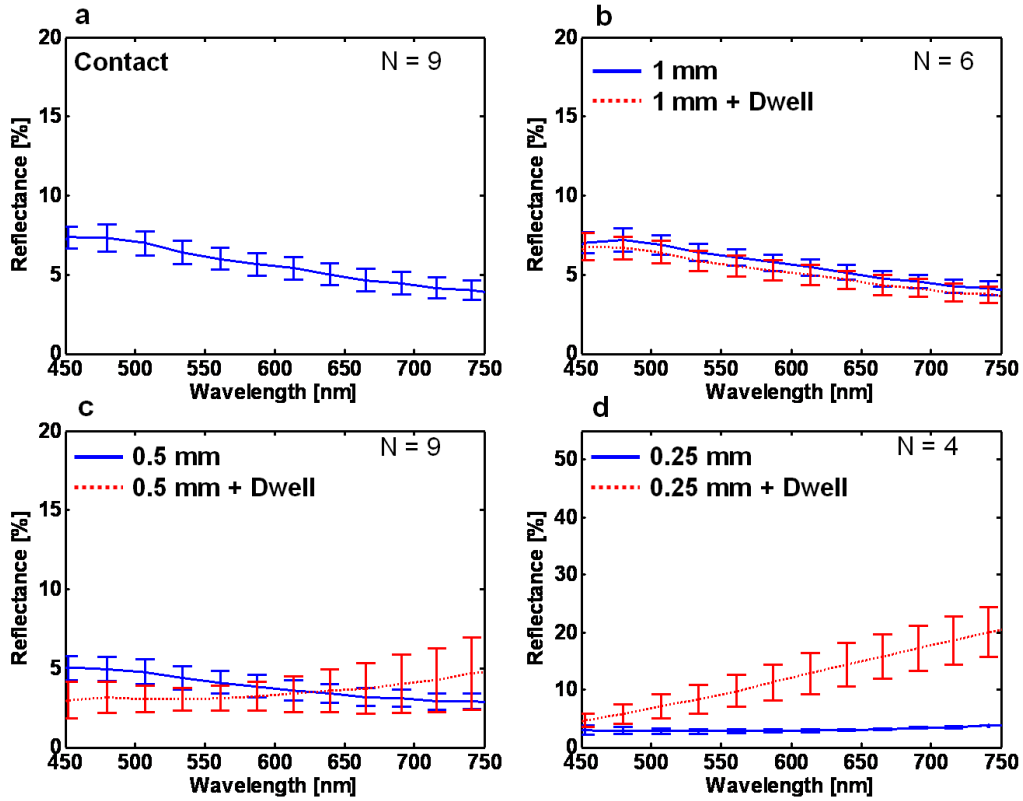 a
Contact
N = 9
20
15
10
5
0
Reflectance [%]
450 500 550 600 650 700 750
Wavelength [nm]
b
1 mm
1 mm + Dwell
N = 6
20
15
10
5
0
Reflectance [%]
450 500 550 600 650 700 750
Wavelength [nm]
c
0.5 mm
0.5 mm + Dwell
N = 9
20
15
10
5
0
Reflectance [%]
450 500 550 600 650 700 750
Wavelength [nm]
d
0.25 mm
0.25 mm + Dwell
N = 4
50
40
30
20
10
0
Reflectance [%]
450 500 550 600 650 700 750
Wavelength [nm]